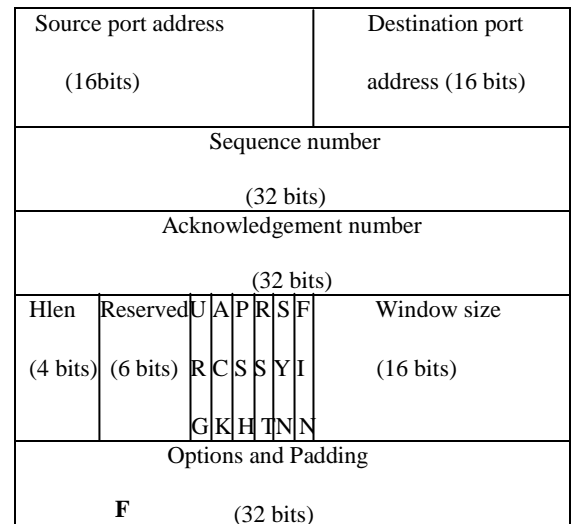 Source port address Destination port
(16bits) address (16 bits)
Sequence number
(32 bits)
Acknowledgement number
(32 bits)
Hlen Reserved U A P R S F Window size
(4 bits) (6 bits) R C S S Y I (16 bits)
G K H T N N
Options and Padding
F (32 bits)